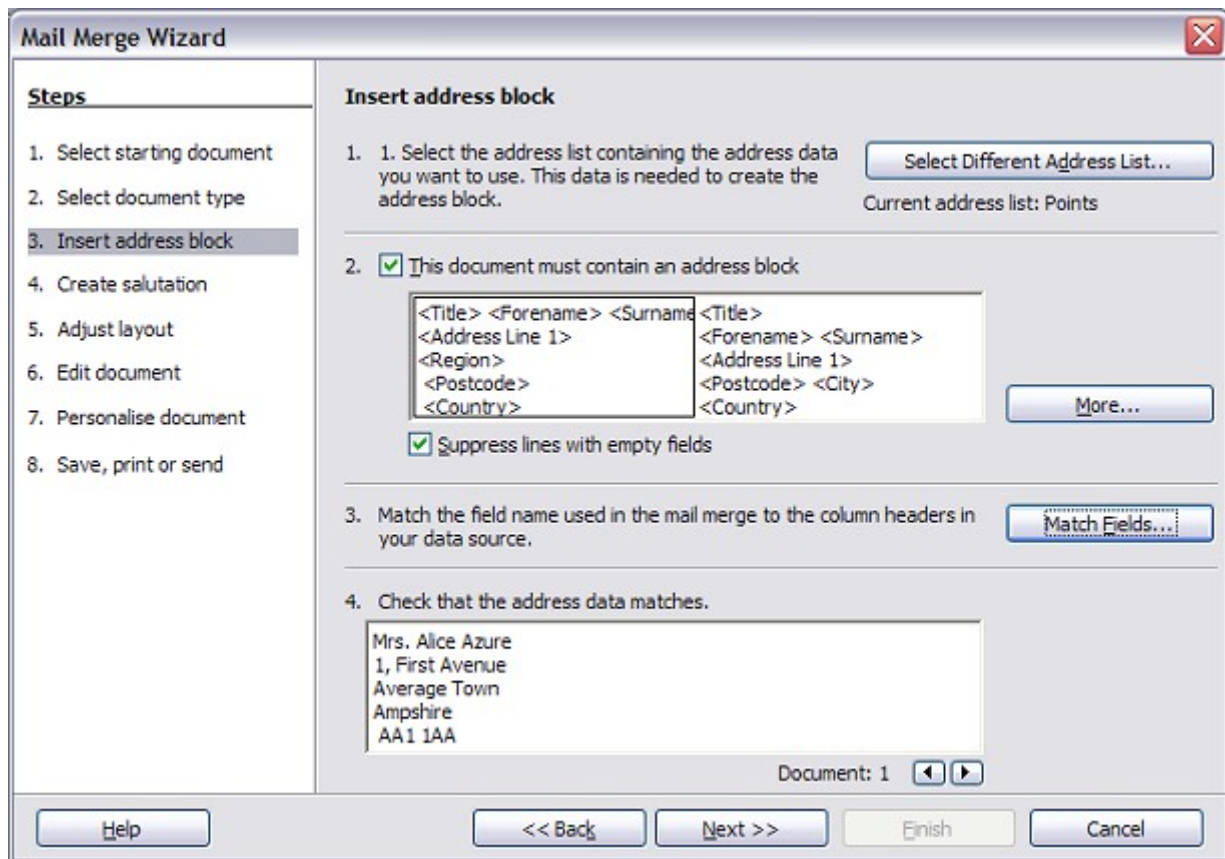 Mail Merge Wizard
Steps
1. Select starting document
2. Select document type
3. Insert address block
4. Create salutation
5. Adjust layout
6. Edit document
7. Personalise document
8. Save, print or send
Insert address block
1. 1. Select the address list containing the address data
you want to use. This data is needed to create the
address block.
Select Different Address List...
Current address list: Points
2. This document must contain an address block
<Title> <Forename> <Surname
<Address Line 1>
<Region>
<Postcode>
<Country>
<Title>
<Forename> <Surname>
<Address Line 1>
<Postcode> <City>
<Country>
More...
Suppress lines with empty fields
3. Match the field name used in the mail merge to the column headers in
your data source.
Match Fields...
4. Check that the address data matches.
Mrs. Alice Azure
1, First Avenue
Average Town
Ampshire
AA1 1AA
Document: 1
Help
<< Back
Next >>
Finish
Cancel